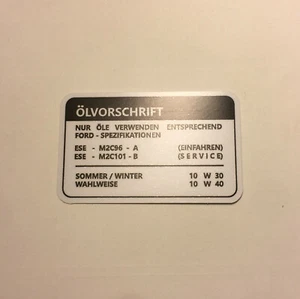 ÖLVORSCHRIFT
NUR ÖLE VERWENDEN ENTSPRECHEND
FORD - SPEZIFIKATIONEN
ESE - M2C96 - A (EINFAHREN)
ESE - M2C101 - B (SERVICE)
SOMMER / WINTER 10 W 30
WAHLWEISE 10 W 40